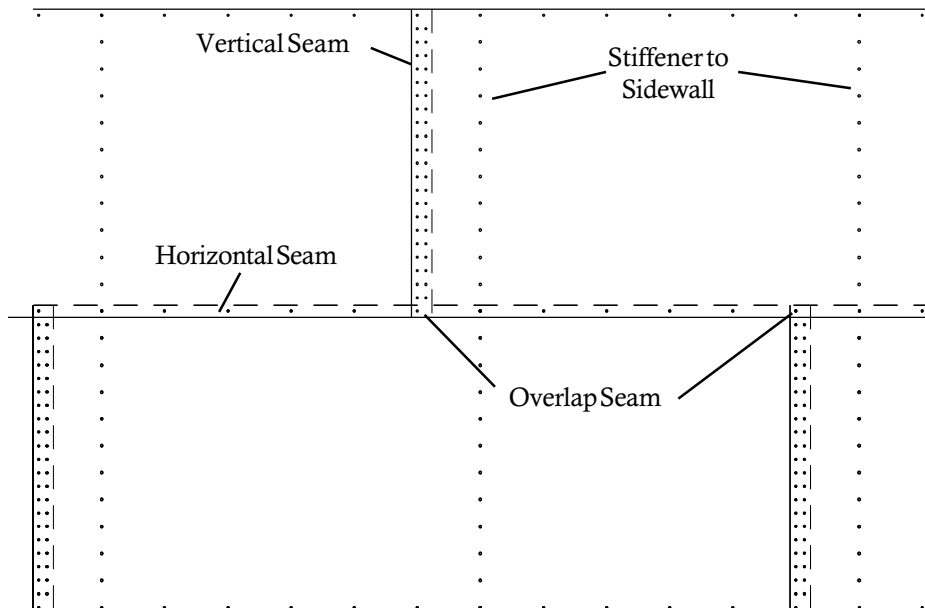 Vertical Seam
Stiffener to
Sidewall
Horizontal Seam
Overlap Seam